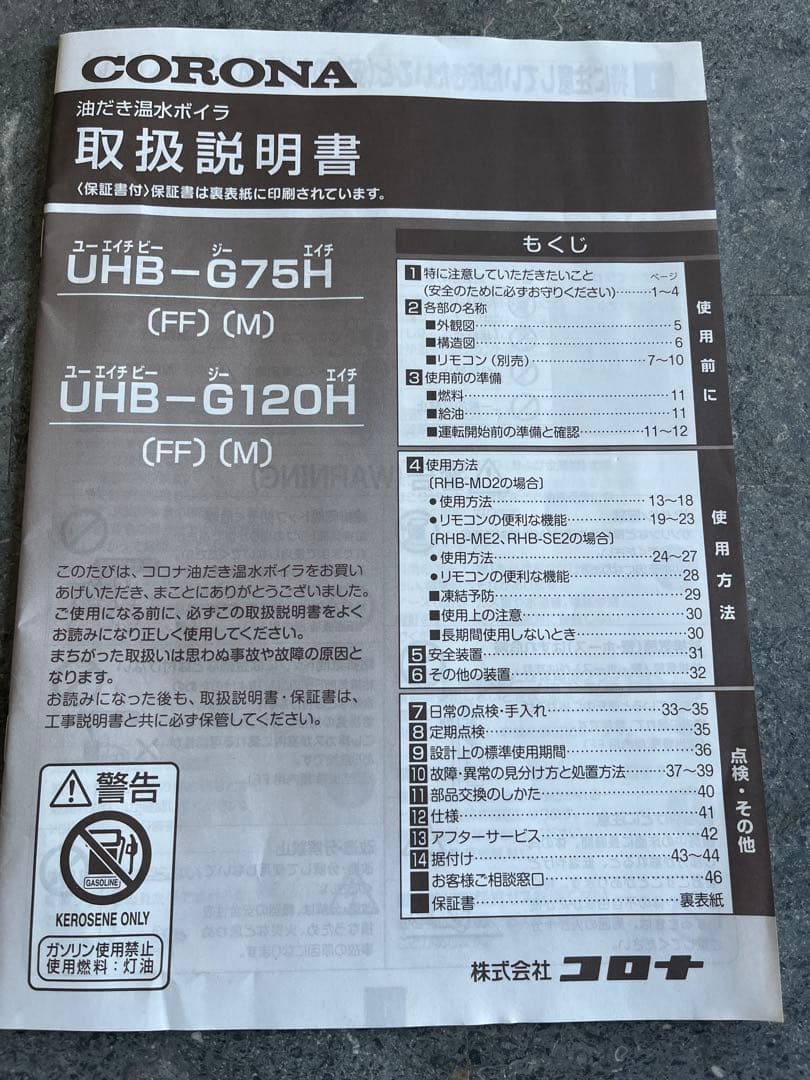 CORONA
油だき温水ボイラ
取扱説明書
〈保証書付〉保証書は裏表紙に印刷されています。
ユー エイチ ビー ジー エイチ
UHB-G75H
(FF)(M)
ユー エイチ ビー ジー エイチ
UHB-G120H
(FF)(M)
このたびは、コロナ油だき温水ボイラをお買い
あげいただき、まことにありがとうございました。
ご使用になる前に、必ずこの取扱説明書をよく
お読みになり正しく使用してください。
まちがった取扱いは思わぬ事故や故障の原因と
なります。
お読みになった後も、取扱説明書・保証書は、
工事説明書と共に必ず保管してください。
警告
GASOLINE
KEROSENE ONLY
ガソリン使用禁止
使用燃料:灯油
もくじ
1 特に注意していただきたいこと ページ
(安全のために必ずお守りください)………1〜4
2 各部の名称
■外観図……………………………5
■構造図……………………………6
■リモコン(別売)………………7〜10
3 使用前の準備
■燃料………………………………11
■給油………………………………11
■運転開始前の準備と確認………11〜12
使用前に
4 使用方法
〔RHB-MD2の場合〕
●使用方法…………………………13〜18
●リモコンの便利な機能…………19〜23
〔RHB-ME2、RHB-SE2の場合〕
●使用方法…………………………24〜27
●リモコンの便利な機能……………28
■凍結予防……………………………29
■使用上の注意………………………30
■長期間使用しないとき……………30
5 安全装置……………………………31
6 その他の装置………………………32
使用方法
7 日常の点検・手入れ……………33〜35
8 定期点検……………………………35
9 設計上の標準使用期間……………36
10 故障・異常の見分け方と処置方法……37〜39
11 部品交換のしかた…………………40
12 仕様…………………………………41
13 アフターサービス…………………42
14 据付け…………………………43〜44
■ お客様ご相談窓口…………………46
■ 保証書……………………………裏表紙
点検・その他
株式会社 コロナ